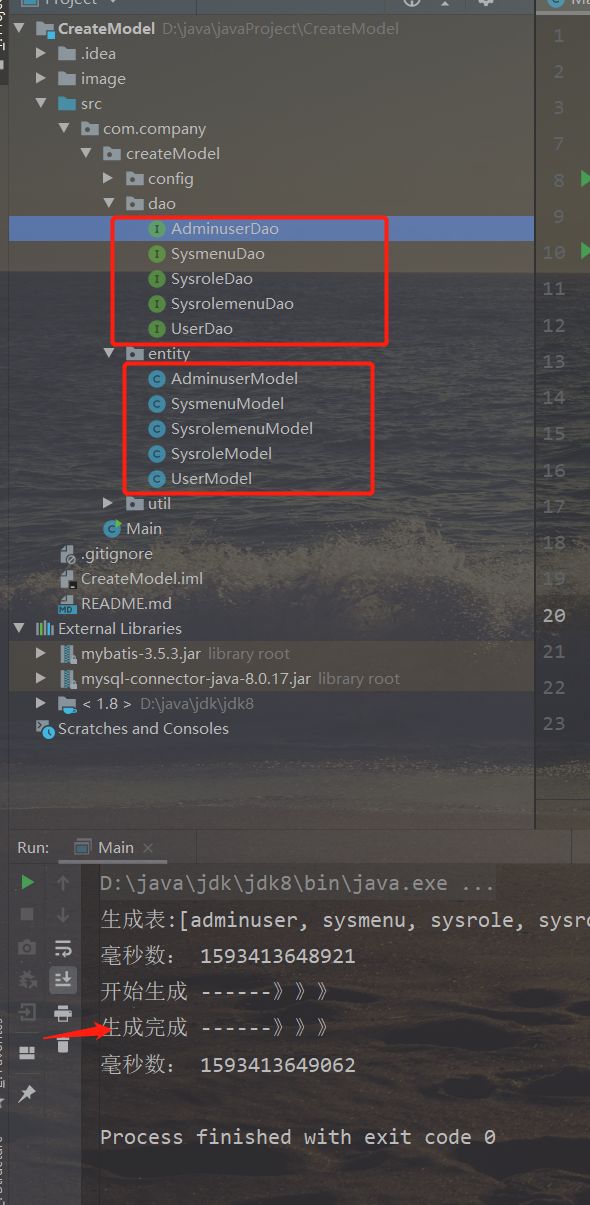 Project
CreateModel D:\java\javaProject\CreateModel
.idea
image
src
com.company
createModel
config
dao
AdminuserDao
SysmenuDao
SysroleDao
SysrolemenuDao
UserDao
entity
AdminuserModel
SysmenuModel
SysrolemenuModel
SysroleModel
UserModel
util
Main
.gitignore
CreateModel.iml
README.md
External Libraries
mybatis-3.5.3.jar library root
mysql-connector-java-8.0.17.jar library root
< 1.8 > D:\java\jdk\jdk8
Scratches and Consoles
1
2
3
7
8
9
10
11
12
13
14
15
16
17
18
19
20
21
22
23
Run: Main
D:\java\jdk\jdk8\bin\java.exe ...
生成表:[adminuser, sysmenu, sysrole, sysro
毫秒数： 1593413648921
开始生成 ------》》》
生成完成 ------》》》
毫秒数： 1593413649062
Process finished with exit code 0